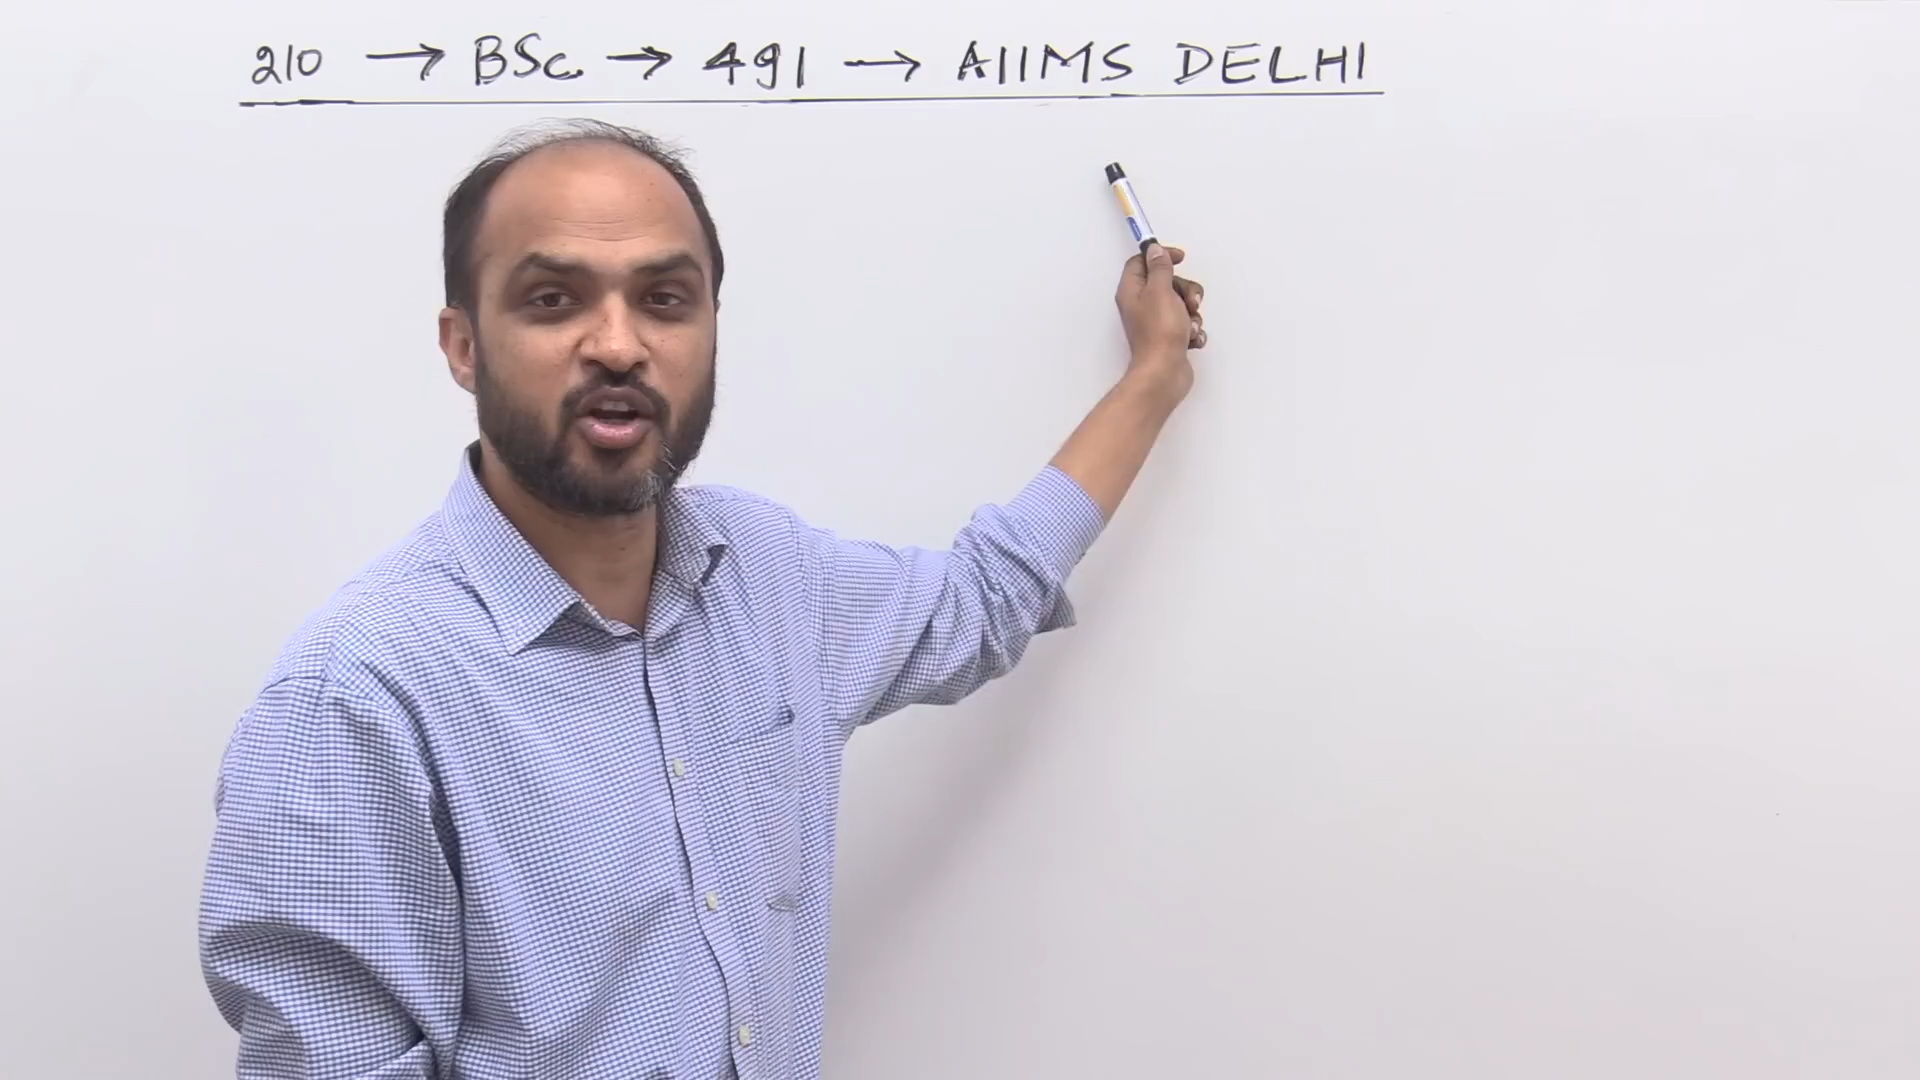 210 → BSc. → 491 → AIIMS DELHI